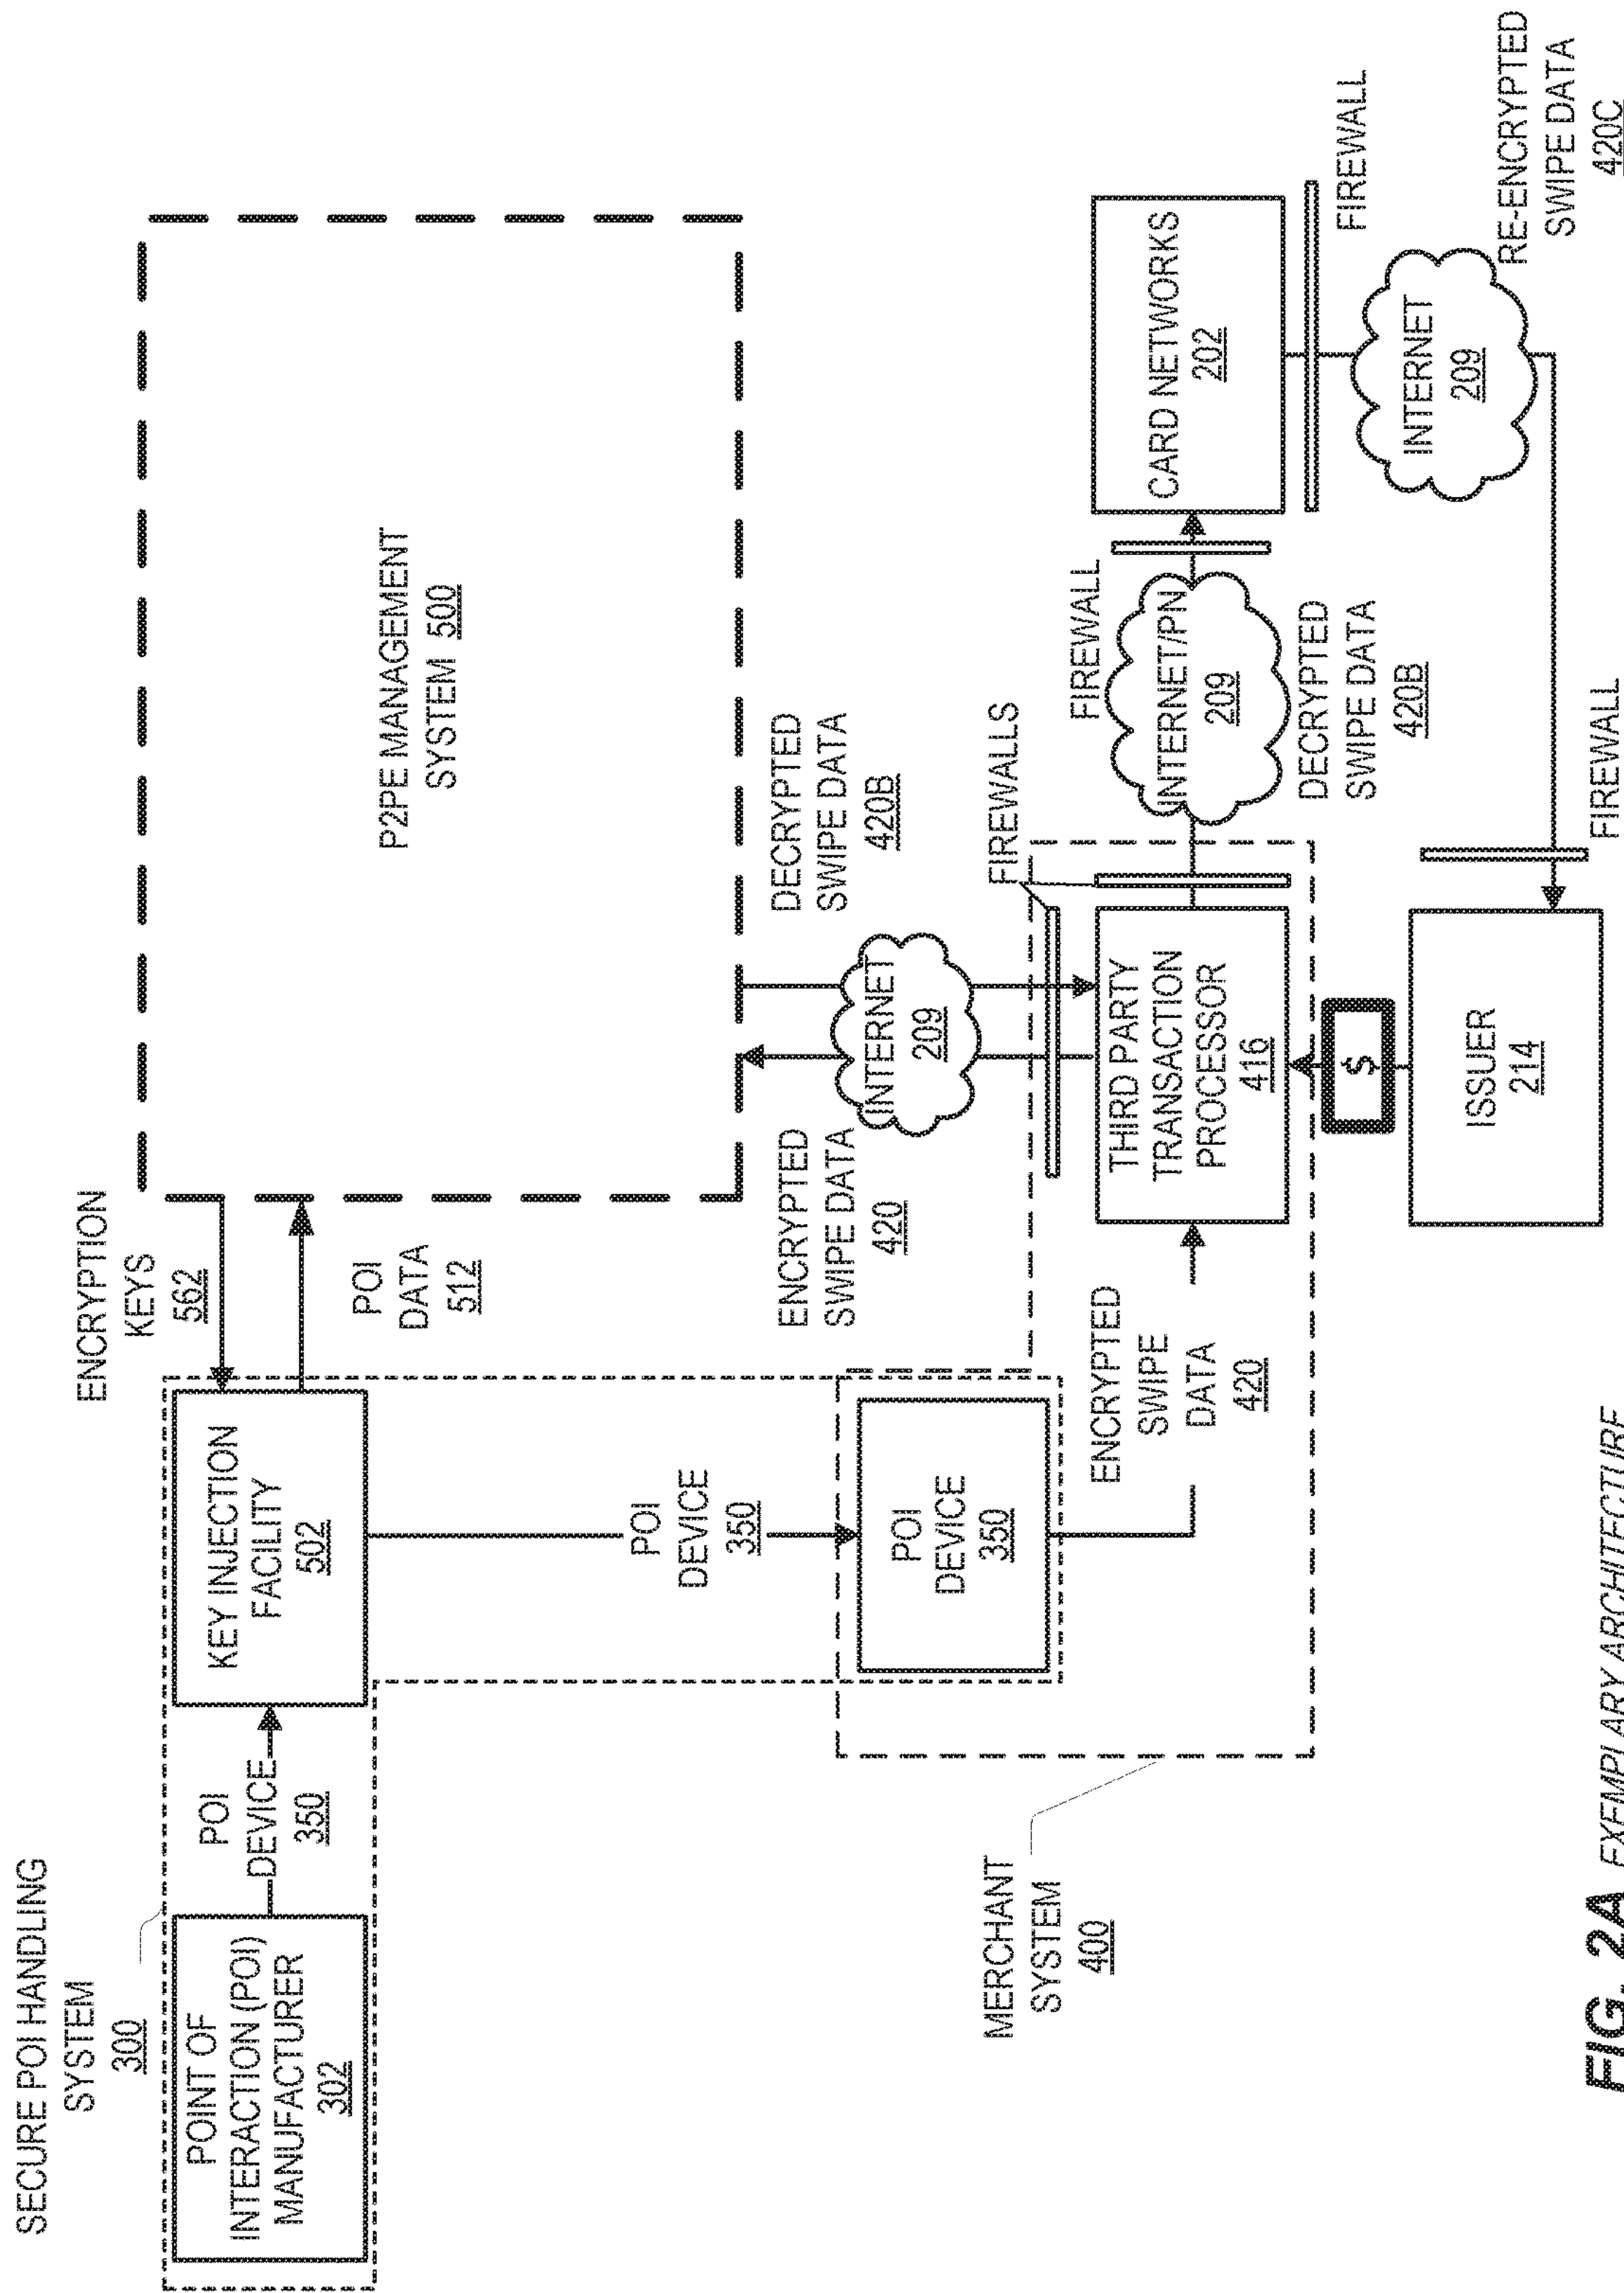 SECURE POI HANDLING
SYSTEM
300
POINT OF
INTERACTION (POI)
MANUFACTURER
302
POI
DEVICE
350
KEY INJECTION
FACILITY
502
ENCRYPTION
KEYS
562
POI
DATA
512
P2PE MANAGEMENT
SYSTEM 500
POI
DEVICE
350
POI
DEVICE
350
MERCHANT
SYSTEM
400
ENCRYPTED
SWIPE
DATA
420
ENCRYPTED
SWIPE DATA
420
INTERNET
209
DECRYPTED
SWIPE DATA
420B
FIREWALLS
THIRD PARTY
TRANSACTION
PROCESSOR
416
FIREWALL
INTERNET/PN
209
DECRYPTED
SWIPE DATA
420B
CARD NETWORKS
202
FIREWALL
INTERNET
209
RE-ENCRYPTED
SWIPE DATA
420C
FIREWALL
$
ISSUER
214
FIG. 2A EXEMPLARY ARCHITECTURE